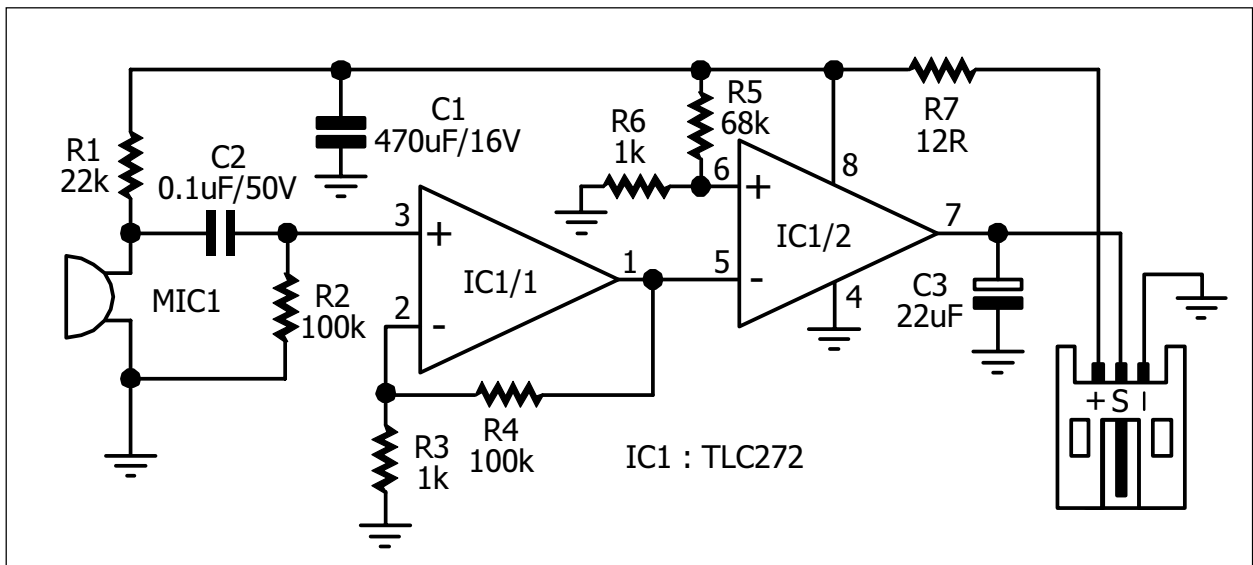 R1
22k
C2
0.1uF/50V
C1
470uF/16V
R6
1k
R5
68k
R7
12R
MIC1
R2
100k
3
+
2
-
IC1/1
1
R3
1k
R4
100k
6
+
5
-
IC1/2
8
4
7
C3
22uF
+ S -
IC1 : TLC272